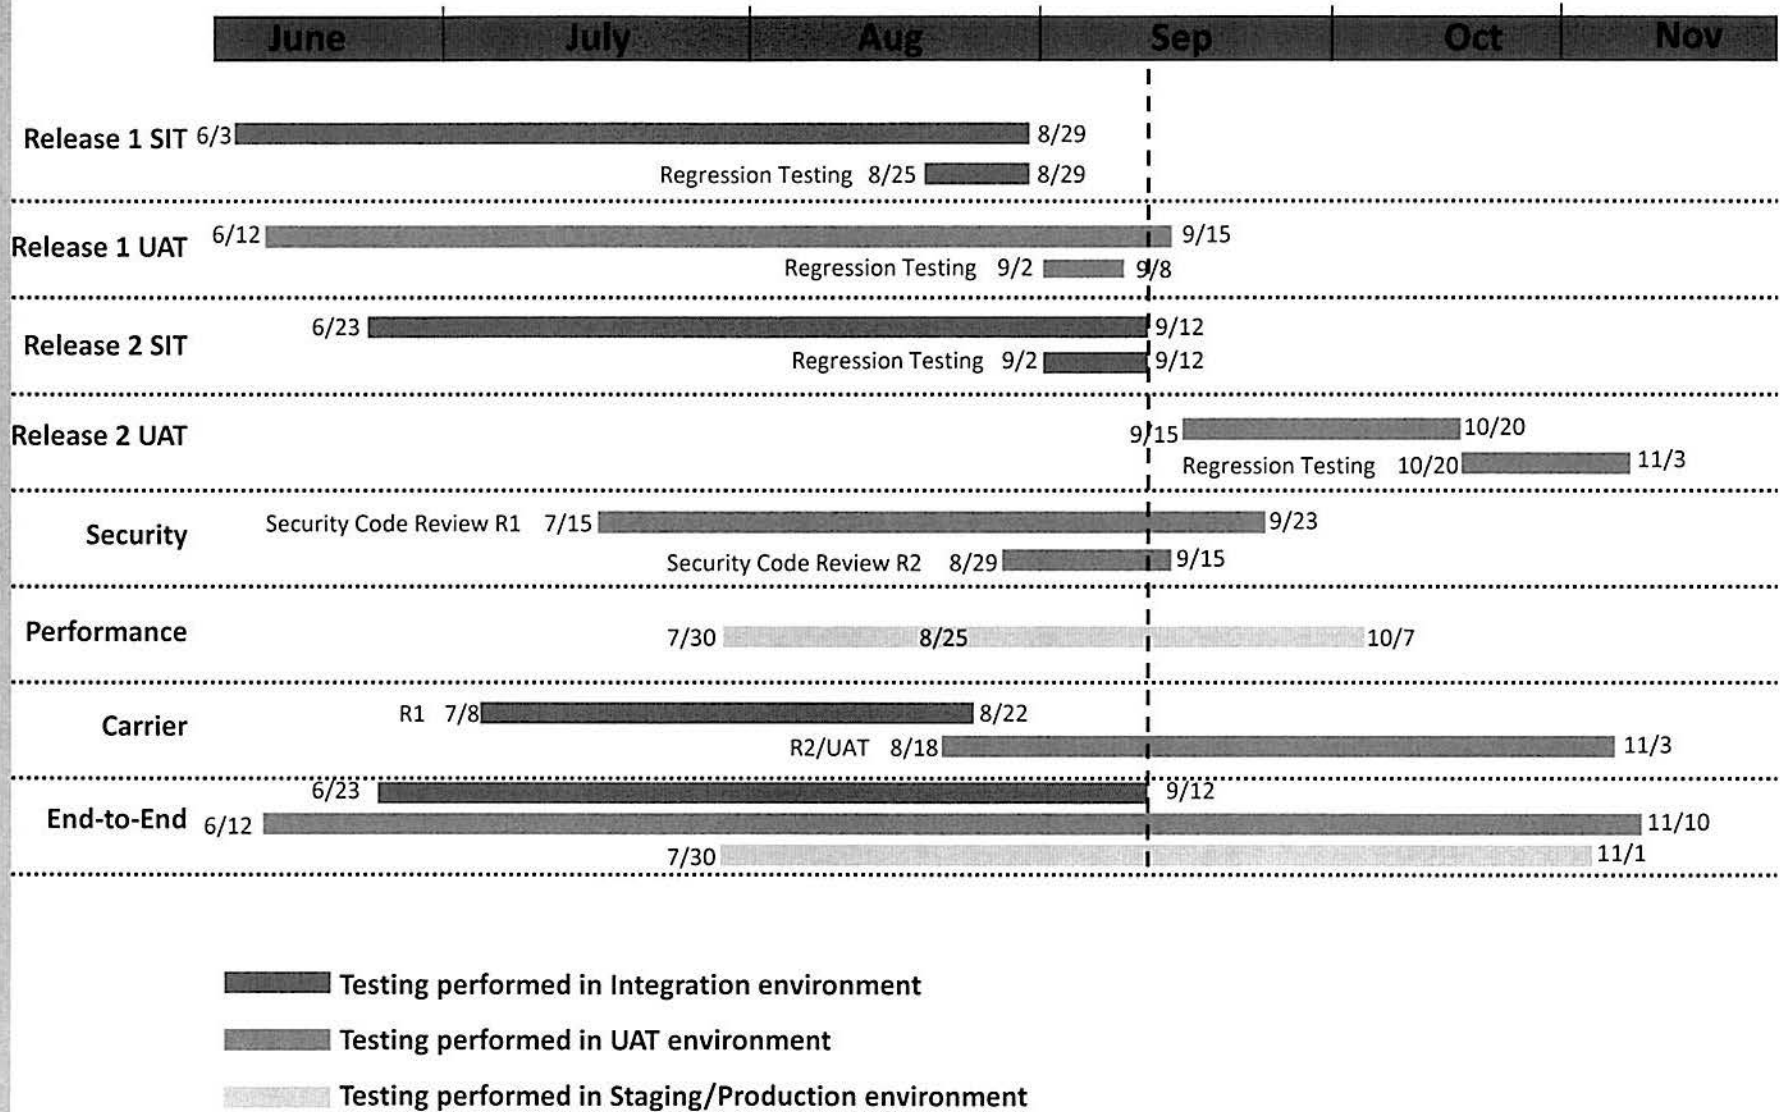 June July Aug Sep Oct Nov
Release 1 SIT 6/3 8/29
Regression Testing 8/25 8/29
Release 1 UAT 6/12 9/15
Regression Testing 9/2 9/8
Release 2 SIT 6/23 9/12
Regression Testing 9/2 9/12
Release 2 UAT 9/15 10/20
Regression Testing 10/20 11/3
Security Security Code Review R1 7/15 9/23
Security Code Review R2 8/29 9/15
Performance 7/30 8/25 10/7
Carrier R1 7/8 8/22
R2/UAT 8/18 11/3
6/23 9/12
End-to-End 6/12 11/10
7/30 11/1
Testing performed in Integration environment
Testing performed in UAT environment
Testing performed in Staging/Production environment